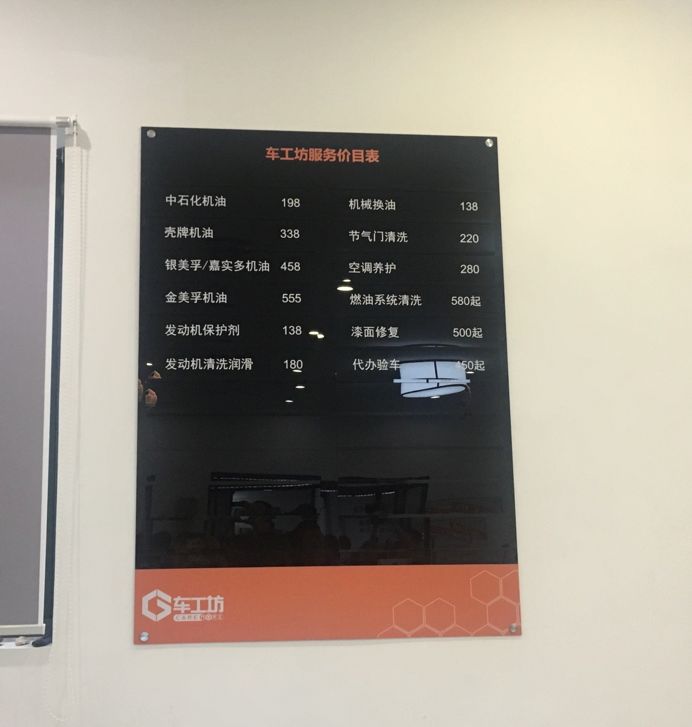 车工坊服务价目表
中石化机油 198
机械换油 138
壳牌机油 338
节气门清洗 220
银美孚/嘉实多机油 458
空调养护 280
金美孚机油 555
燃油系统清洗 580起
发动机保护剂 138
漆面修复 500起
发动机清洗润滑 180
代办验车 450起
车工坊